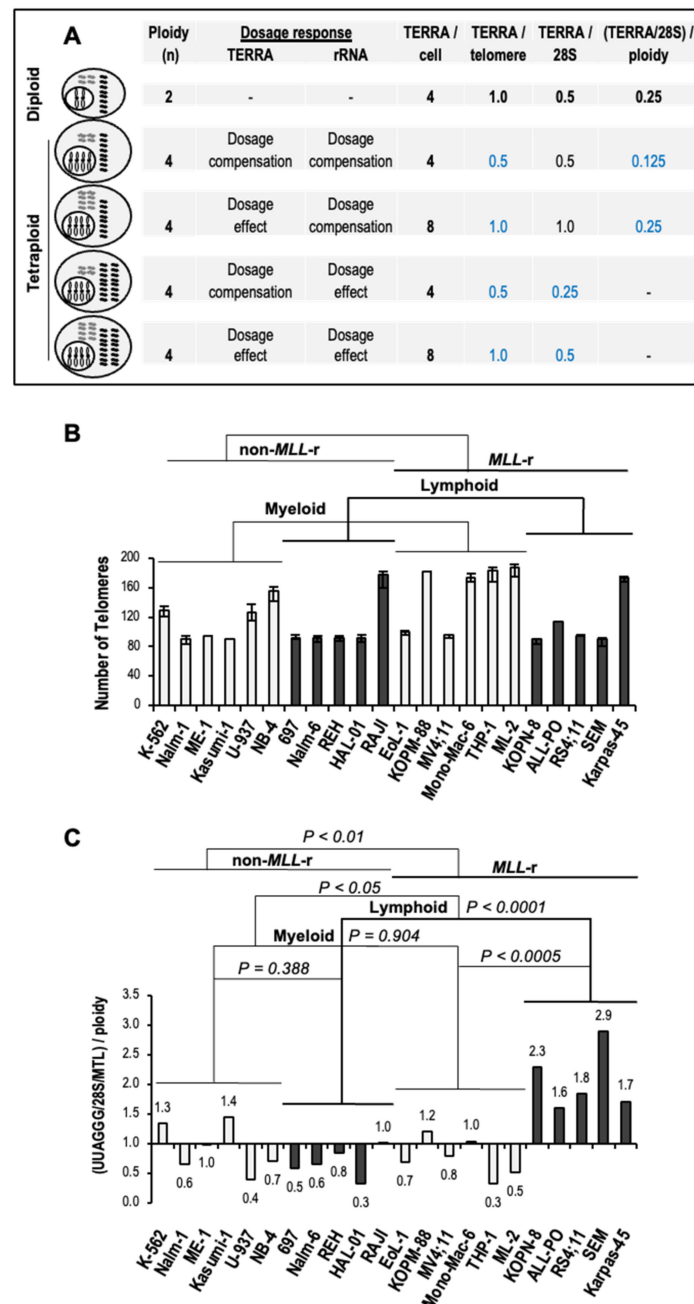 A
Ploidy Dosage response TERRA / TERRA / TERRA / (TERRA/28S) /
(n) TERRA rRNA cell telomere 28S ploidy
Diploid
2 - - 4 1.0 0.5 0.25
Tetraploid
Dosage Dosage
4 compensation compensation 4 0.5 0.5 0.125
Dosage Dosage
4 effect compensation 8 1.0 1.0 0.25
Dosage Dosage
4 compensation effect 4 0.5 0.25 -
Dosage Dosage
4 effect effect 8 1.0 0.5 -
B
non-MLL-r
MLL-r
Lymphoid
Myeloid
Number of Telomeres
200
160
120
80
40
0
K-562
Nalm-1
ME-1
Kasumi-1
U-937
NB-4
697
Nalm-6
REH
HAL-01
RAJI
EoL-1
KOPM-88
MV4;11
Mono-Mac-6
THP-1
ML-2
KOPN-8
ALL-PO
RS4;11
SEM
Karpas-45
C
P < 0.01
non-MLL-r
MLL-r
P < 0.05
Lymphoid P < 0.0001
Myeloid P = 0.904
P < 0.0005
P = 0.388
(UUAGGG/28S/MTL) / ploidy
3.5
3.0
2.5
2.0
1.5
1.0
0.5
0.0
1.3
0.6
1.0
1.4
0.4
0.7
0.5
0.6
0.8
0.3
1.0
0.7
1.2
0.8
1.0
0.3
0.5
2.3
1.6
1.8
2.9
1.7
K-562
Nalm-1
ME-1
Kasumi-1
U-937
NB-4
697
Nalm-6
REH
HAL-01
RAJI
EoL-1
KOPM-88
MV4;11
Mono-Mac-6
THP-1
ML-2
KOPN-8
ALL-PO
RS4;11
SEM
Karpas-45